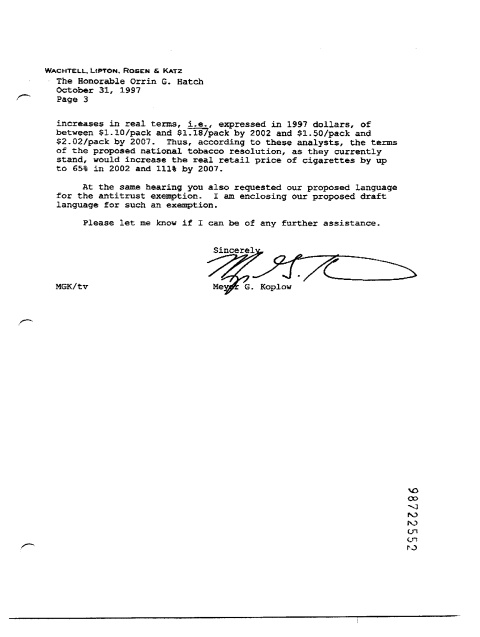 WACHTELL, LIPTON, ROSEN & KATZ
The Honorable Orrin G. Hatch
October 31, 1997
Page 3
increases in real terms, i.e., expressed in 1997 dollars, of
between $1.10/pack and $1.18/pack by 2002 and $1.50/pack and
$2.02/pack by 2007. Thus, according to these analysts, the terms
of the proposed national tobacco resolution, as they currently
stand, would increase the real retail price of cigarettes by up
to 65% in 2002 and 111% by 2007.
At the same hearing you also requested our proposed language
for the antitrust exemption. I am enclosing our proposed draft
language for such an exemption.
Please let me know if I can be of any further assistance.
Sincerely,
MGK/tv
Meyer G. Koplow
98722552